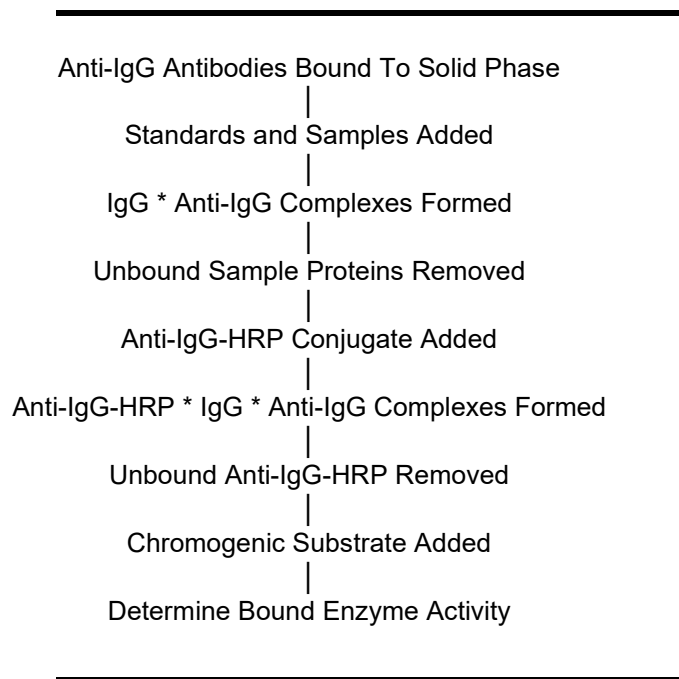 Anti-IgG Antibodies Bound To Solid Phase
Standards and Samples Added
IgG * Anti-IgG Complexes Formed
Unbound Sample Proteins Removed
Anti-IgG-HRP Conjugate Added
Anti-IgG-HRP * IgG * Anti-IgG Complexes Formed
Unbound Anti-IgG-HRP Removed
Chromogenic Substrate Added
Determine Bound Enzyme Activity